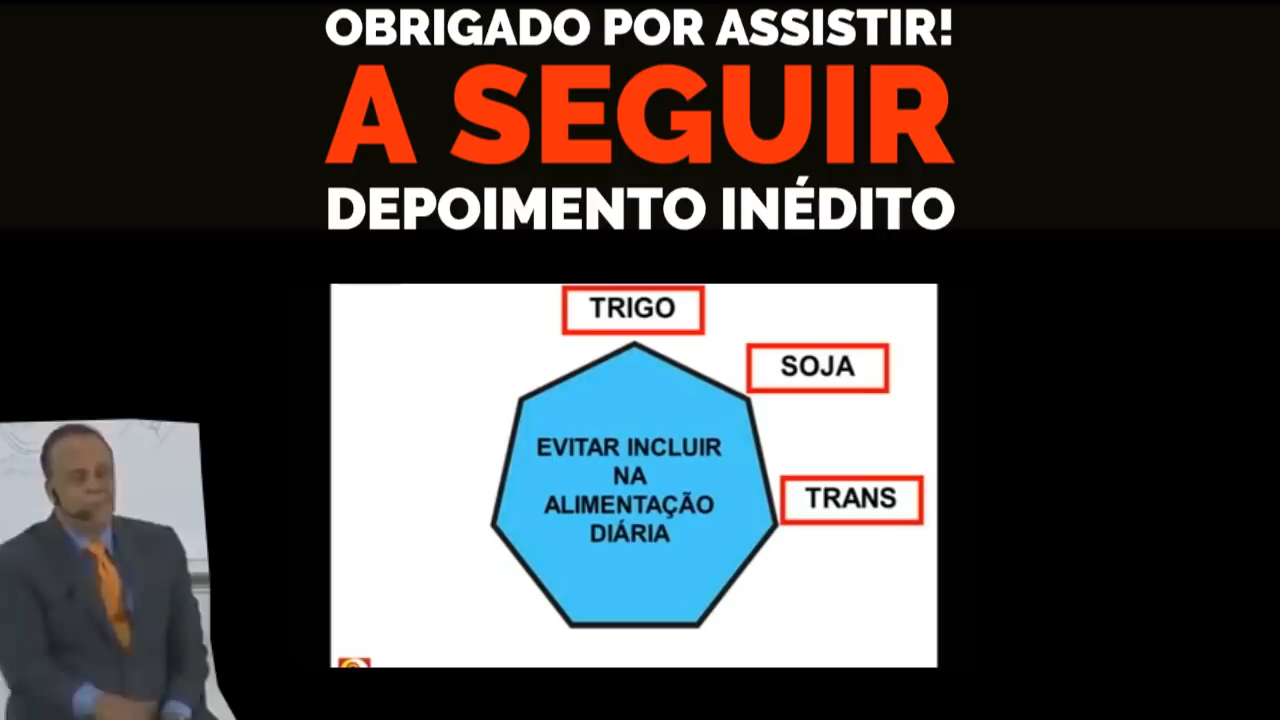 OBRIGADO POR ASSISTIR!
A SEGUIR
DEPOIMENTO INÉDITO
TRIGO
SOJA
EVITAR INCLUIR
NA
ALIMENTAÇÃO
DIÁRIA
TRANS